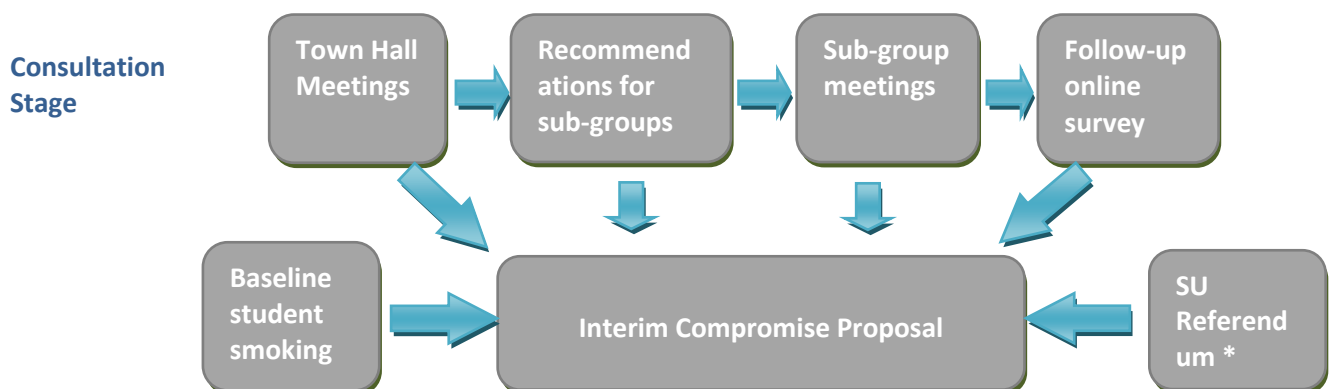 Consultation
Stage
Town Hall
Meetings
Recommend
ations for
sub-groups
Sub-group
meetings
Follow-up
online
survey
Baseline
student
smoking
Interim Compromise Proposal
SU
Referend
um *